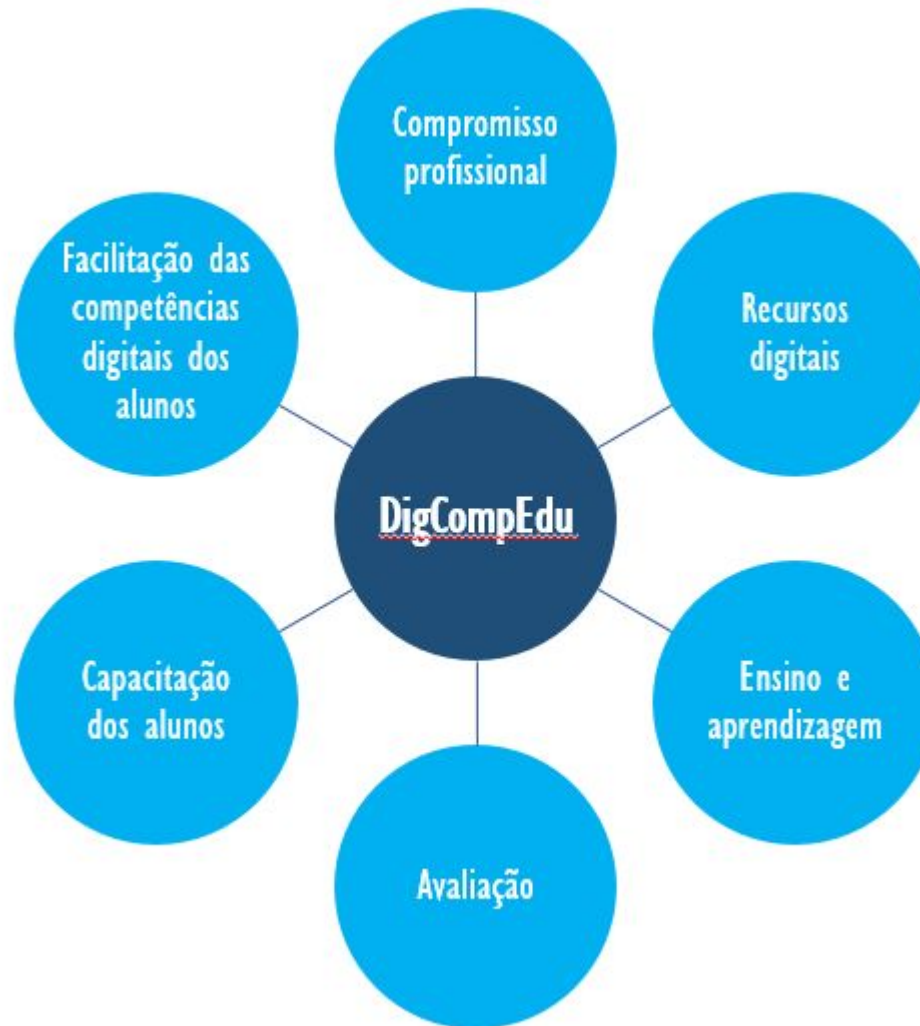 Compromisso
profissional
Facilitação das
competências
digitais dos
alunos
Recursos
digitais
DigCompEdu
Capacitação
dos alunos
Ensino e
aprendizagem
Avaliação